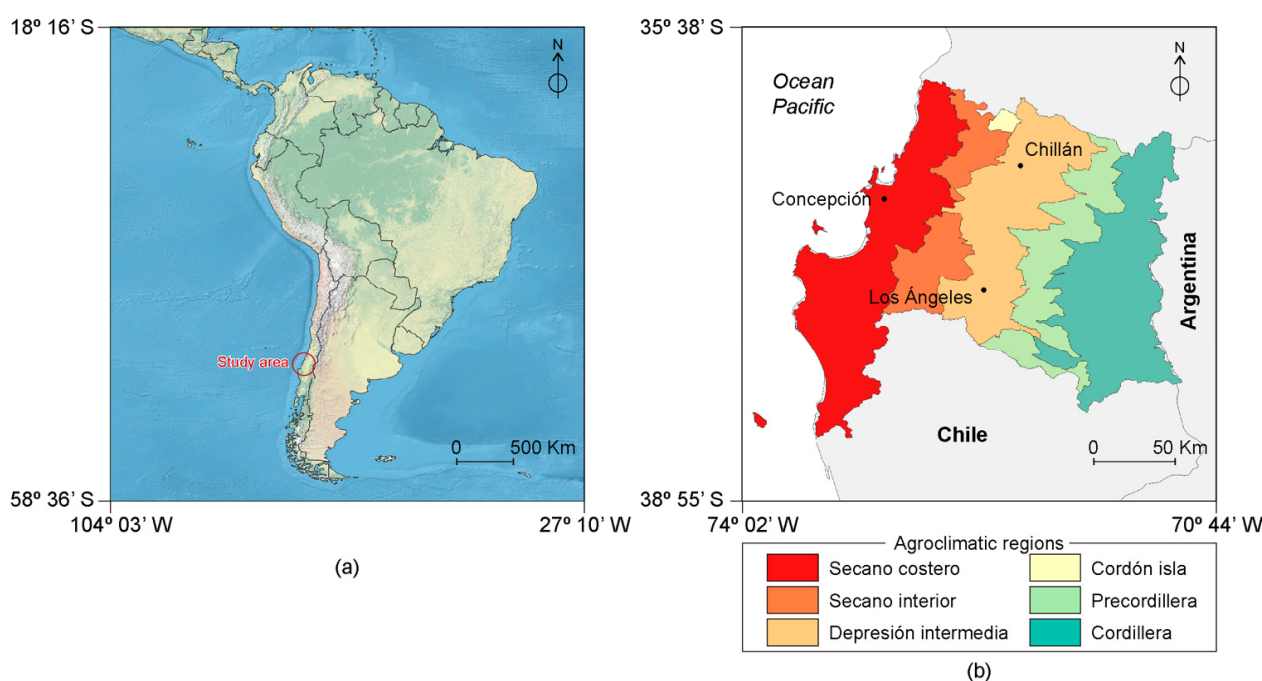 18º 16’ S
N
Study area
0 500 Km
58º 36’ S
104º 03’ W
27º 10’ W
(a)
35º 38’ S
Ocean
Pacific
N
Chillán
Concepción
Los Ángeles
Argentina
Chile
0 50 Km
38º 55’ S
74º 02’ W
70º 44’ W
Agroclimatic regions
Secano costero
Secano interior
Depresión intermedia
Cordón isla
Precordillera
Cordillera
(b)